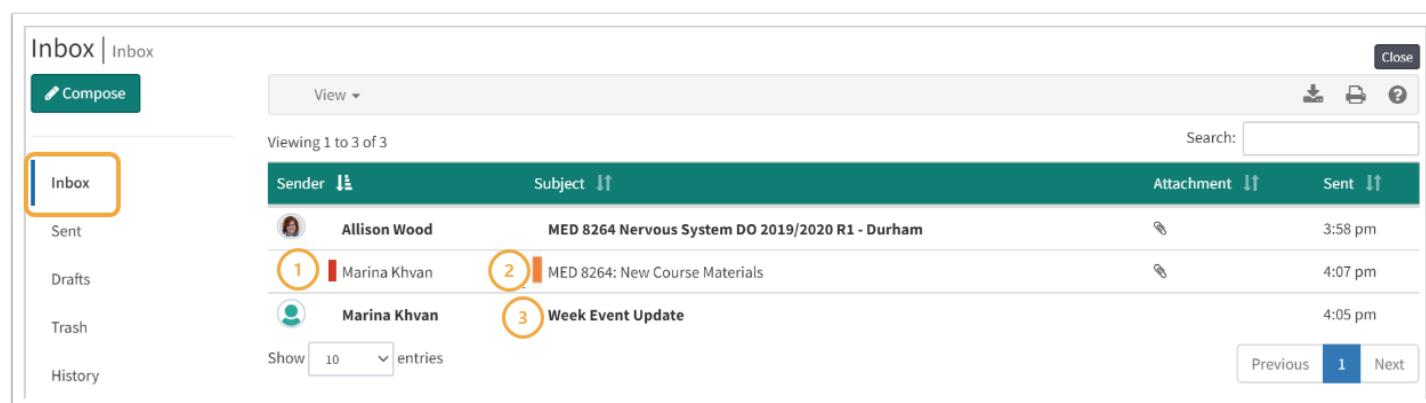 Inbox | Inbox
Close
Compose
View
Viewing 1 to 3 of 3
Search:
Inbox
Sender Subject Attachment Sent
Allison Wood MED 8264 Nervous System DO 2019/2020 R1 - Durham 3:58 pm
Sent
1 Marina Khvan 2 MED 8264: New Course Materials 4:07 pm
Drafts
Marina Khvan 3 Week Event Update 4:05 pm
Trash
Show 10 entries
Previous 1 Next
History